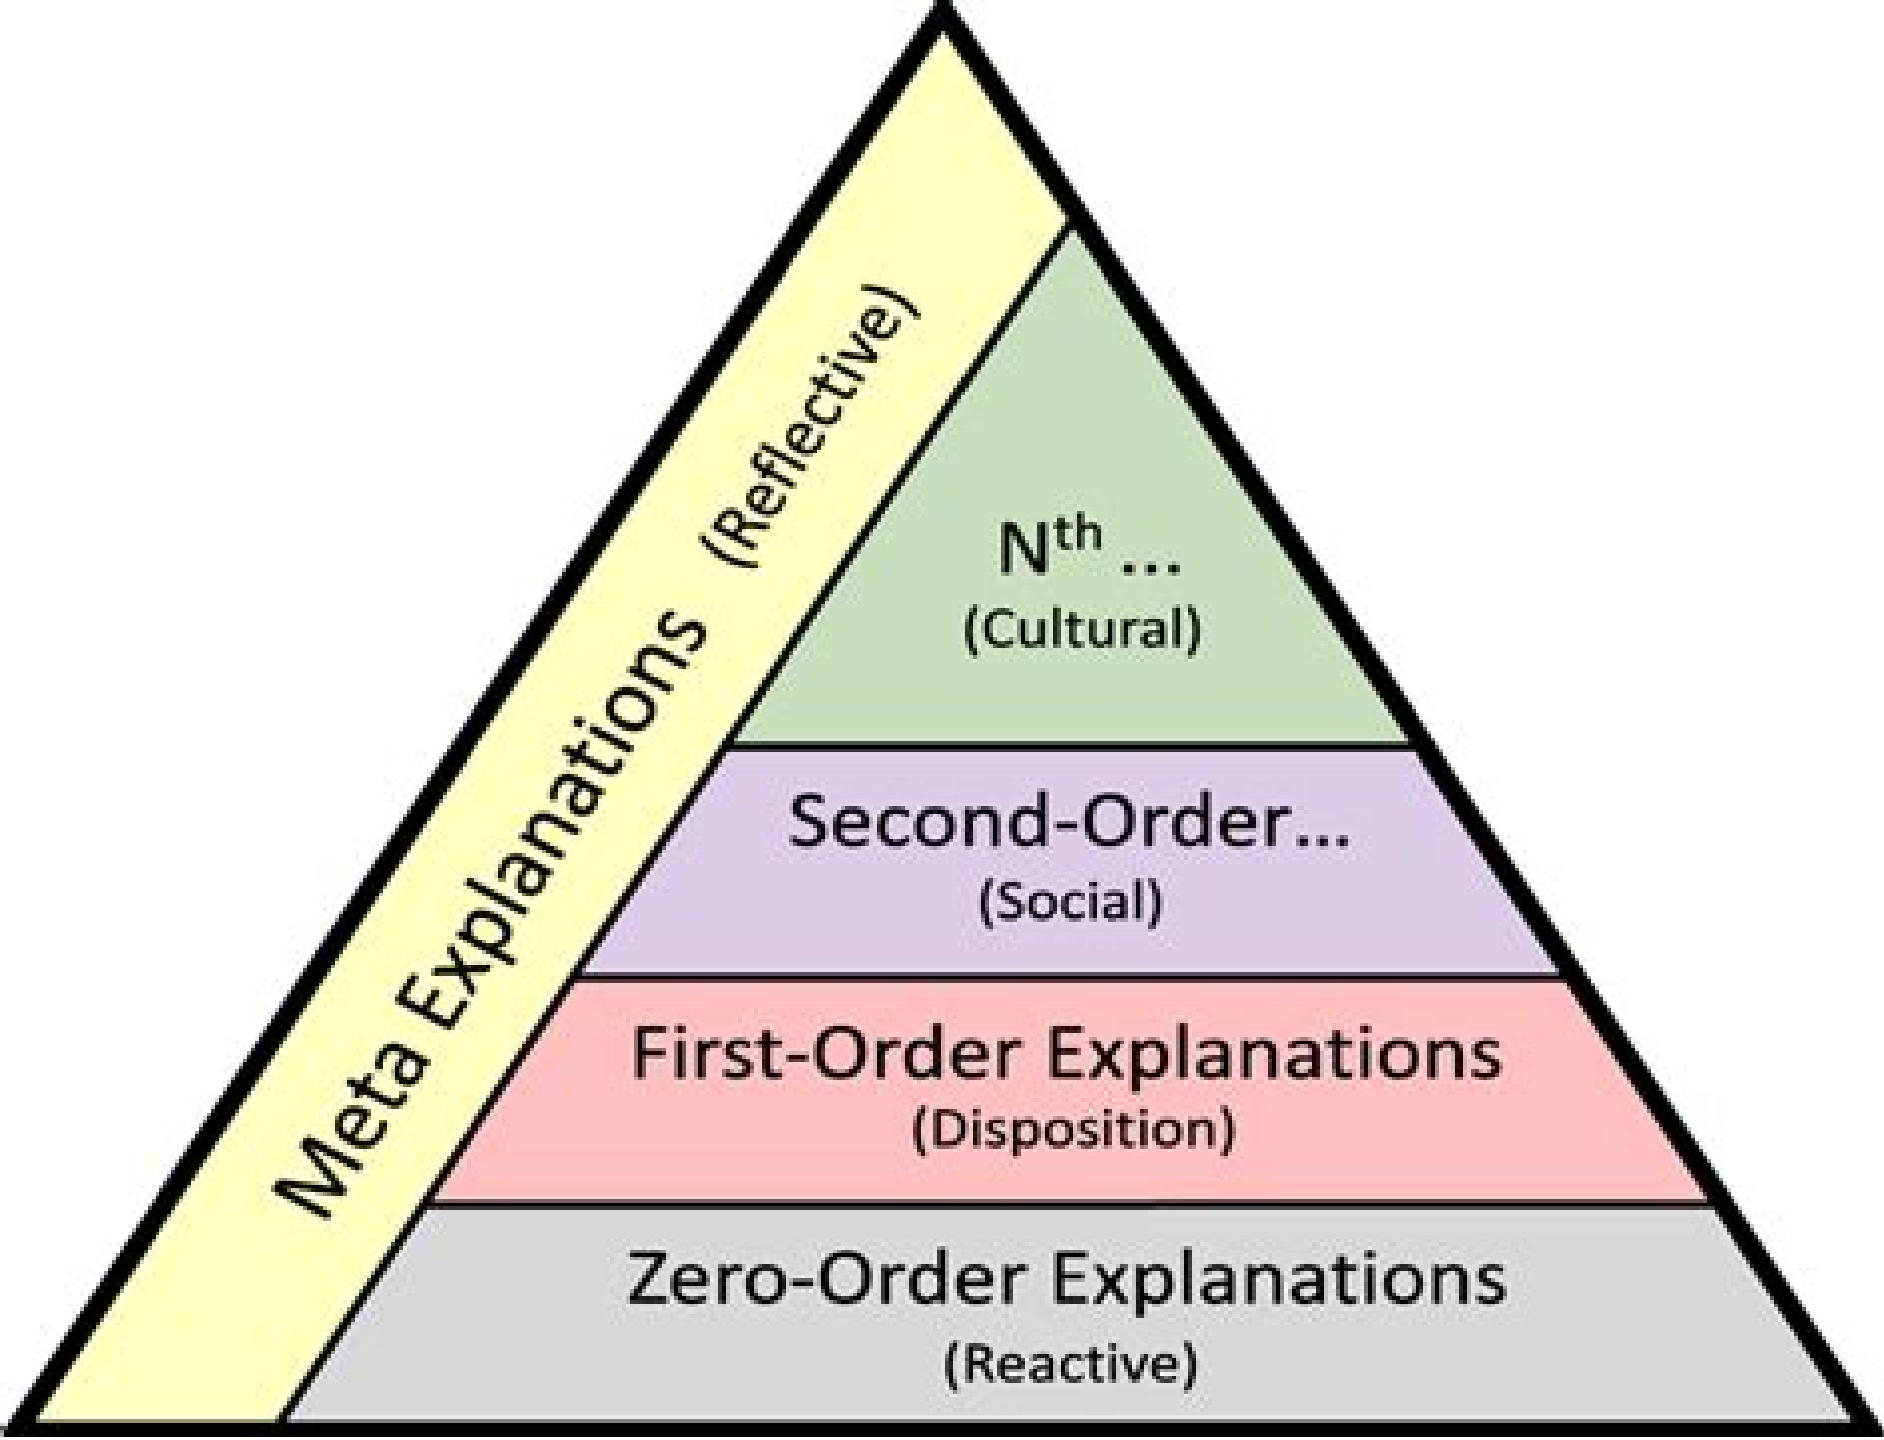 Meta Explanations (Reflective)
Nth ...
(Cultural)
Second-Order...
(Social)
First-Order Explanations
(Disposition)
Zero-Order Explanations
(Reactive)